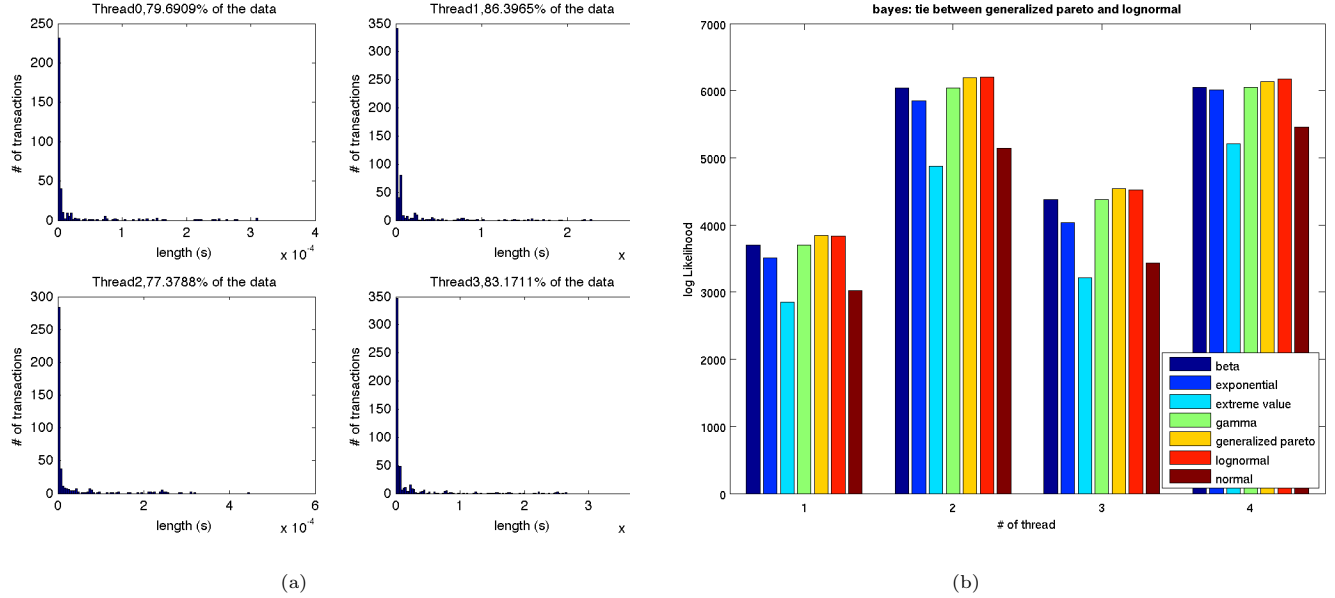 Thread0,79.6909% of the data
250
200
150
100
50
0
# of transactions
0 1 2 3 4
x 10^-4
length (s)
Thread1,86.3965% of the data
350
300
250
200
150
100
50
0
# of transactions
0 1 2
x
length (s)
Thread2,77.3788% of the data
300
250
200
150
100
50
0
# of transactions
0 2 4 6
x 10^-4
length (s)
Thread3,83.1711% of the data
350
300
250
200
150
100
50
0
# of transactions
0 1 2 3
x
length (s)
(a)
bayes: tie between generalized pareto and lognormal
7000
6000
5000
4000
3000
2000
1000
0
log Likelihood
1 2 3 4
# of thread
beta
exponential
extreme value
gamma
generalized pareto
lognormal
normal
(b)